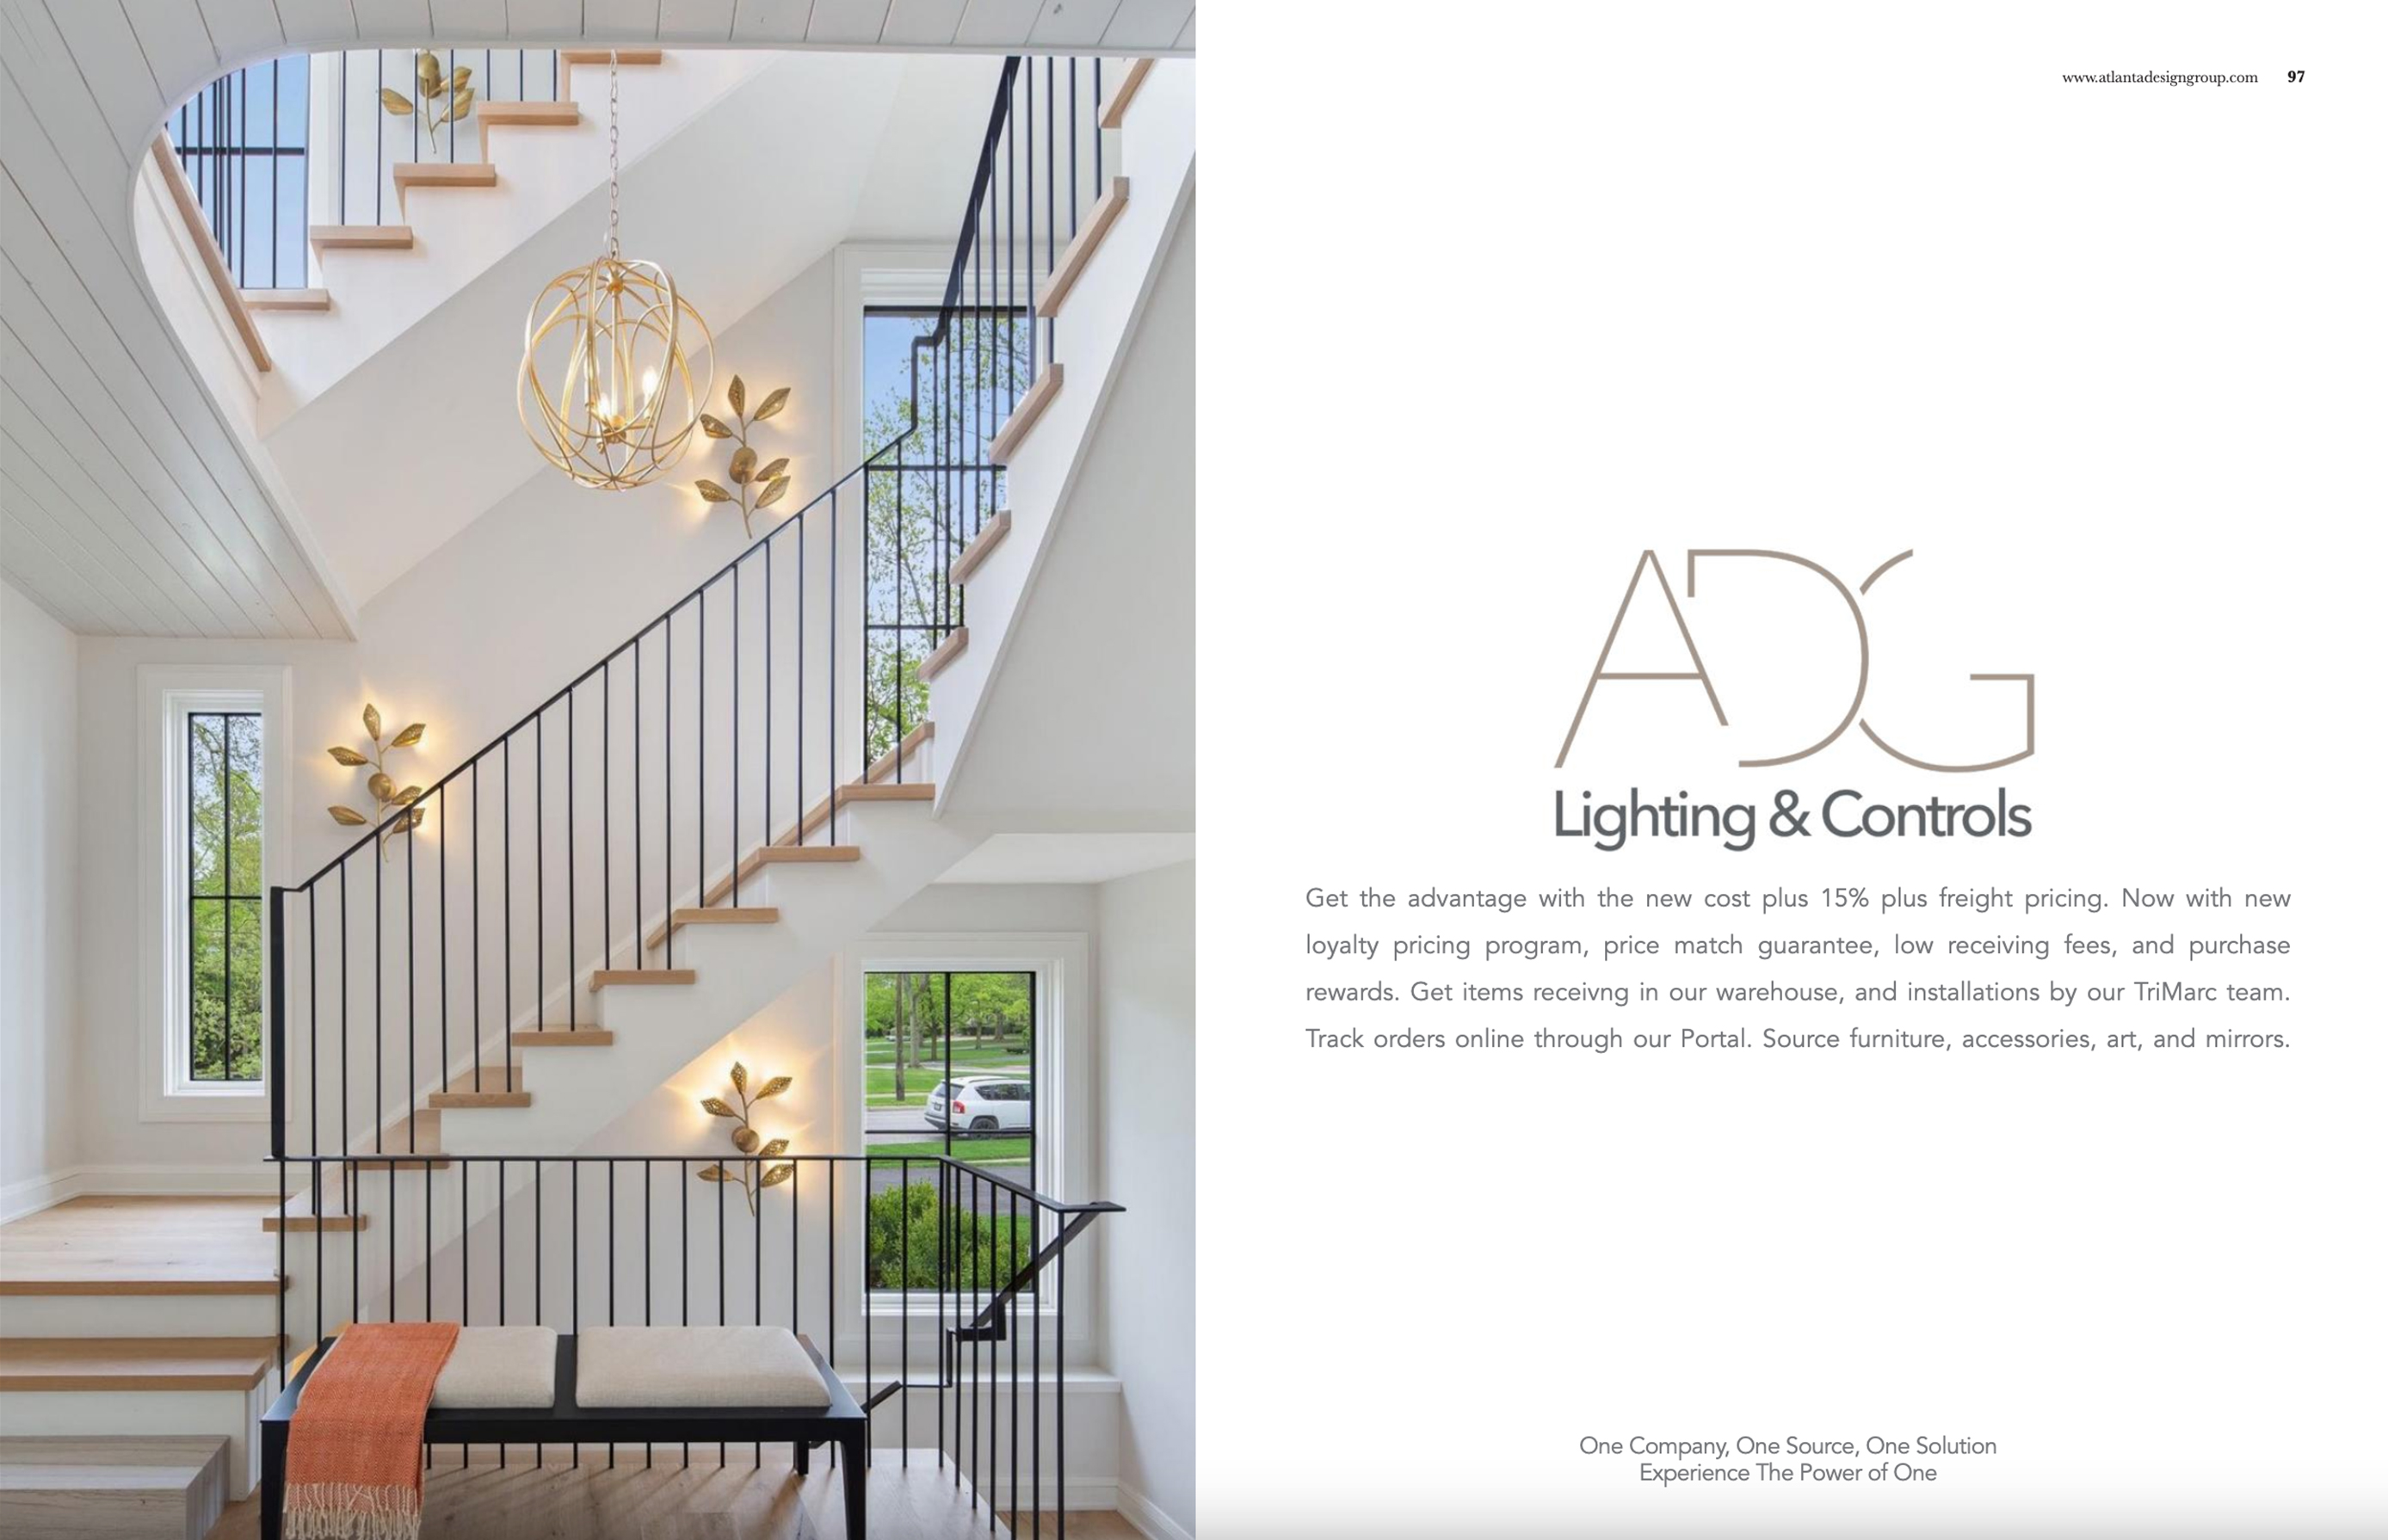 www.atlantadesigngroup.com 97
ADG
Lighting & Controls
Get the advantage with the new cost plus 15% plus freight pricing. Now with new
loyalty pricing program, price match guarantee, low receiving fees, and purchase
rewards. Get items receivng in our warehouse, and installations by our TriMarc team.
Track orders online through our Portal. Source furniture, accessories, art, and mirrors.
One Company, One Source, One Solution
Experience The Power of One